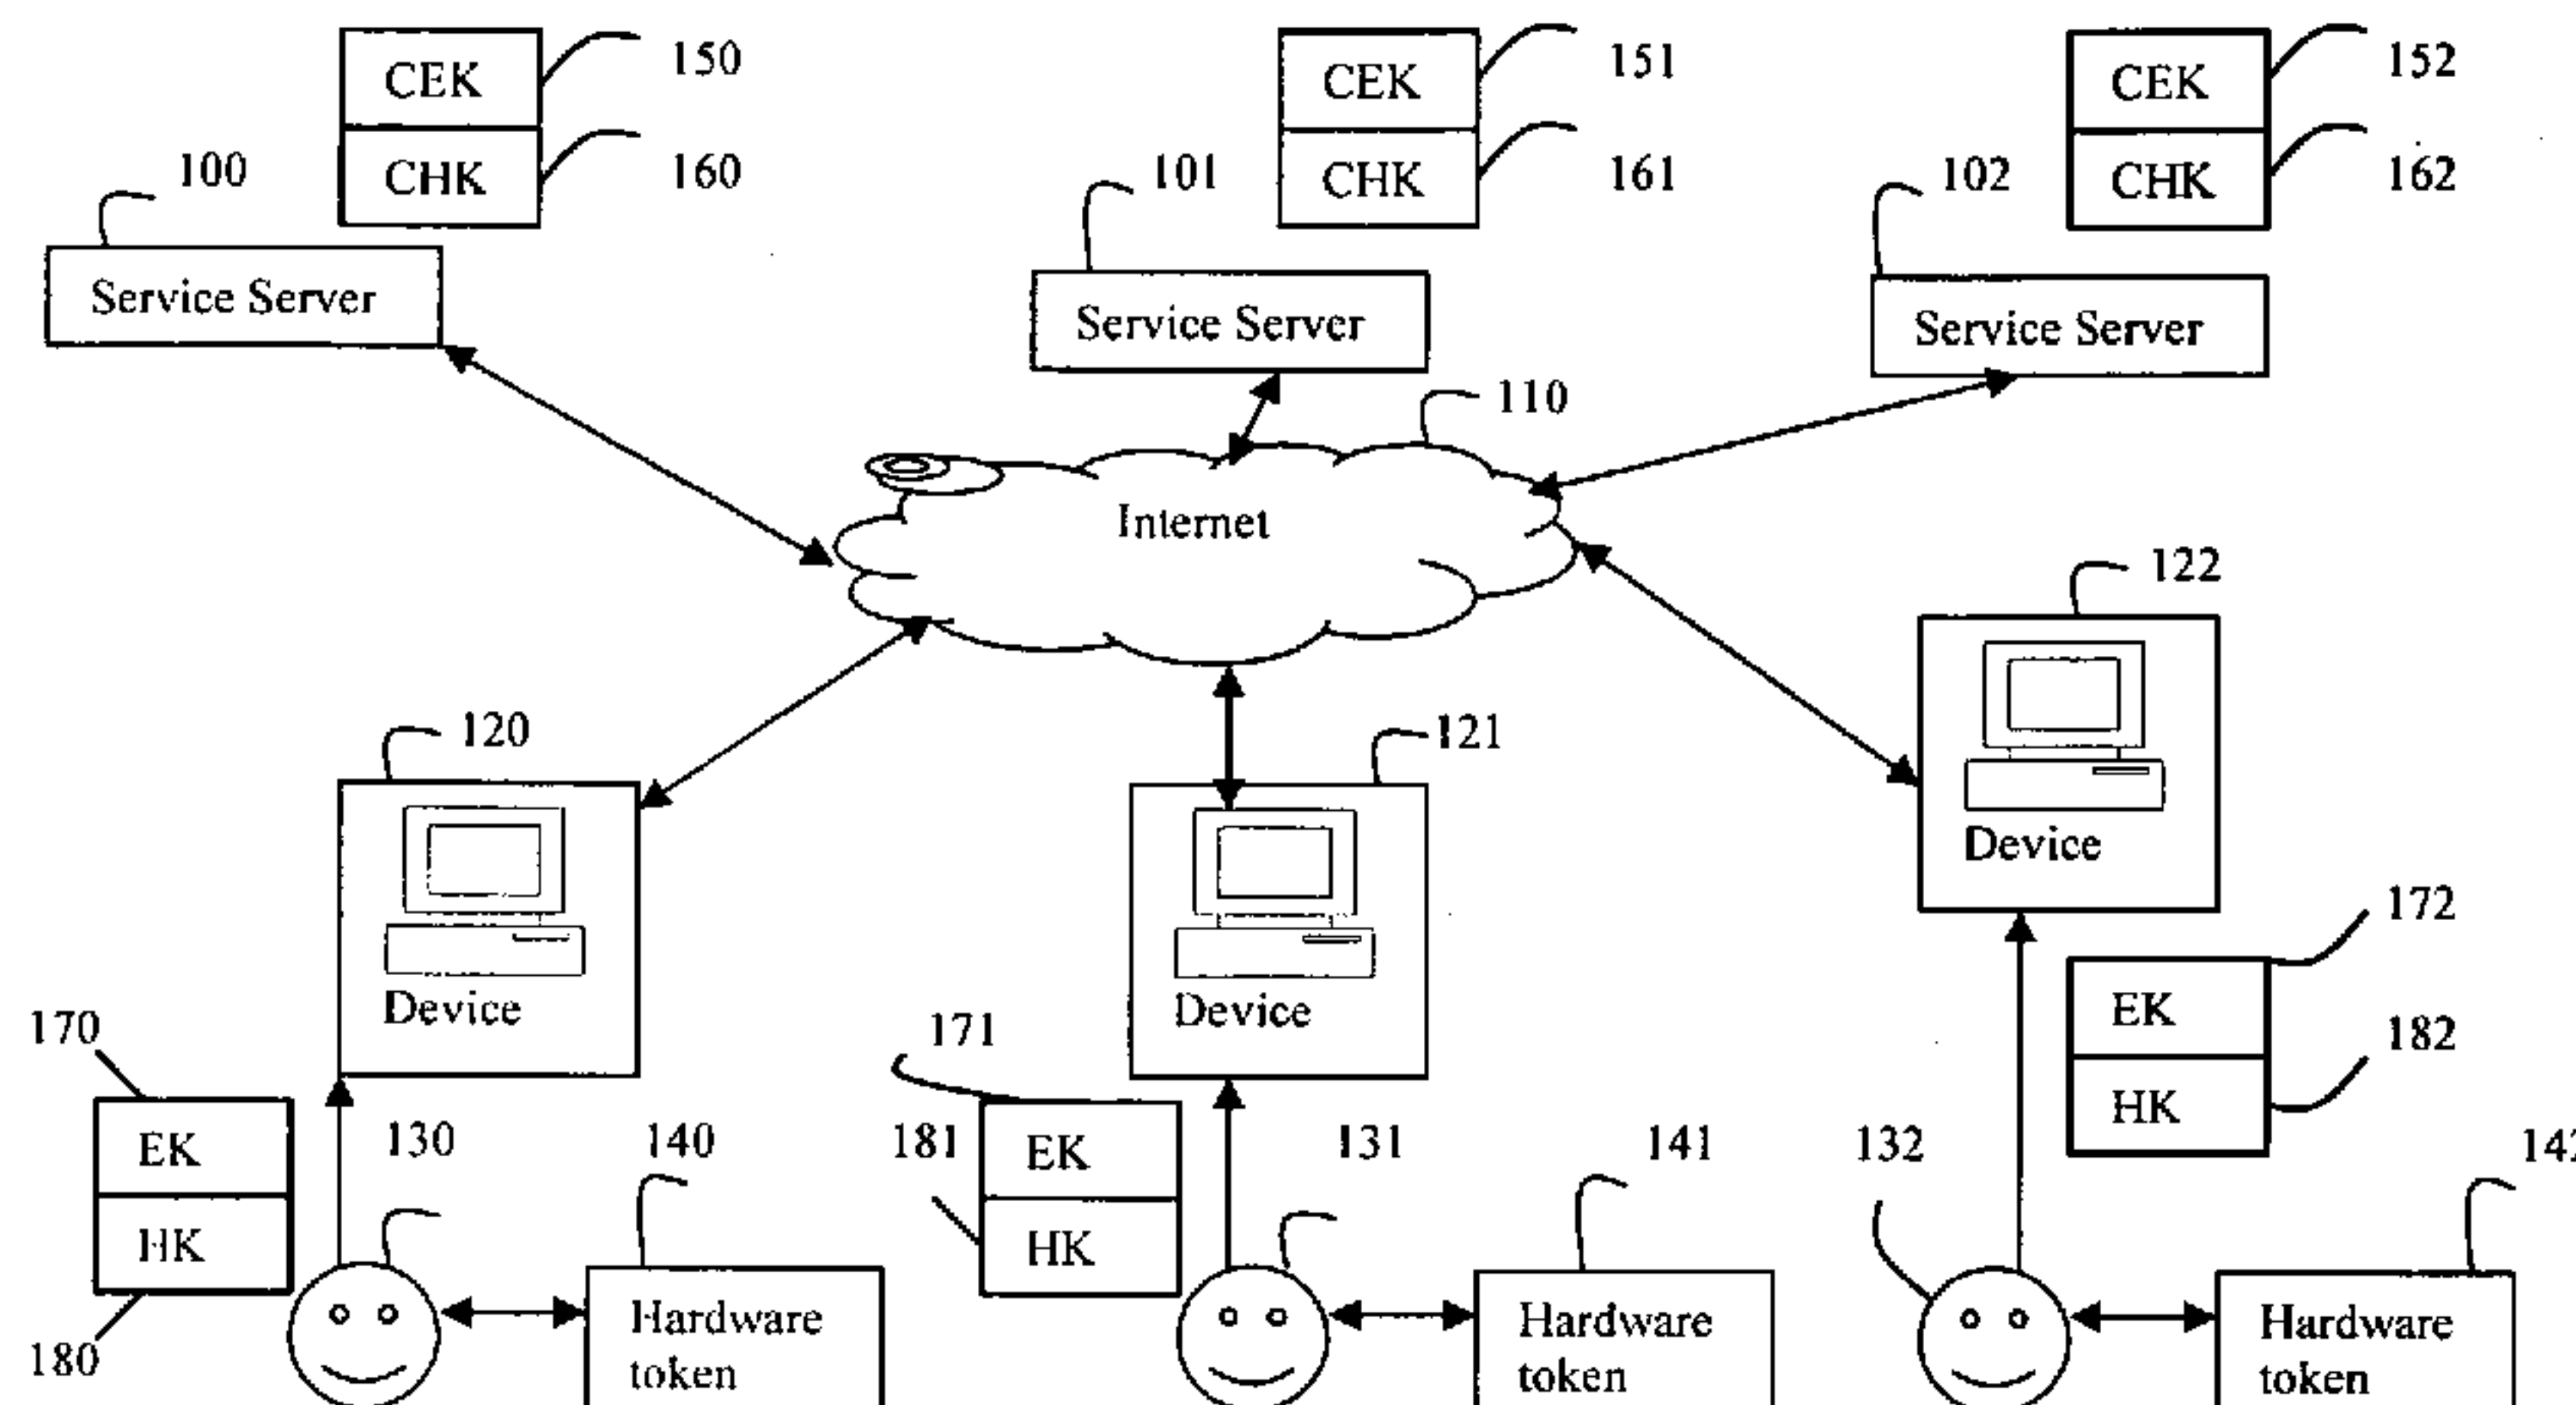 CEK
150
CHK
160
100
Service Server
CEK
151
CHK
161
101
Service Server
CEK
152
CHK
162
102
Service Server
110
Internet
120
Device
121
Device
122
Device
170
EK
HK
180
130
140
Hardware
token
171
181
EK
HK
131
141
Hardware
token
172
EK
182
HK
132
Hardware
token